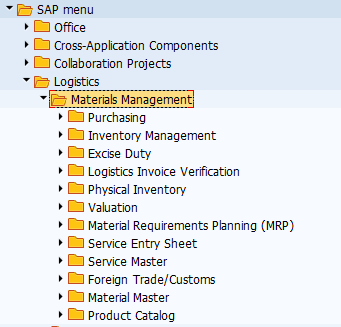 SAP menu
Office
Cross-Application Components
Collaboration Projects
Logistics
Materials Management
Purchasing
Inventory Management
Excise Duty
Logistics Invoice Verification
Physical Inventory
Valuation
Material Requirements Planning (MRP)
Service Entry Sheet
Service Master
Foreign Trade/Customs
Material Master
Product Catalog